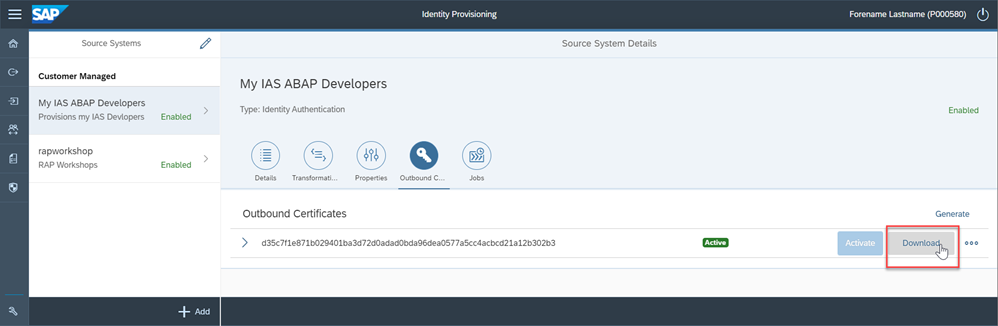 SAP
Identity Provisioning
Forename Lastname (P000580)
Source Systems
Source System Details
Customer Managed
My IAS ABAP Developers
Provisions my IAS Devlopers
Enabled
rapworkshop
RAP Workshops
Enabled
My IAS ABAP Developers
Type: Identity Authentication
Enabled
Details
Transformati...
Properties
Outbound C...
Jobs
Outbound Certificates
Generate
d35c7f1e871b029401ba3d72d0adad0bda96dea0577a5cc4acbcd21a12b302b3
Active
Activate
Download
Add